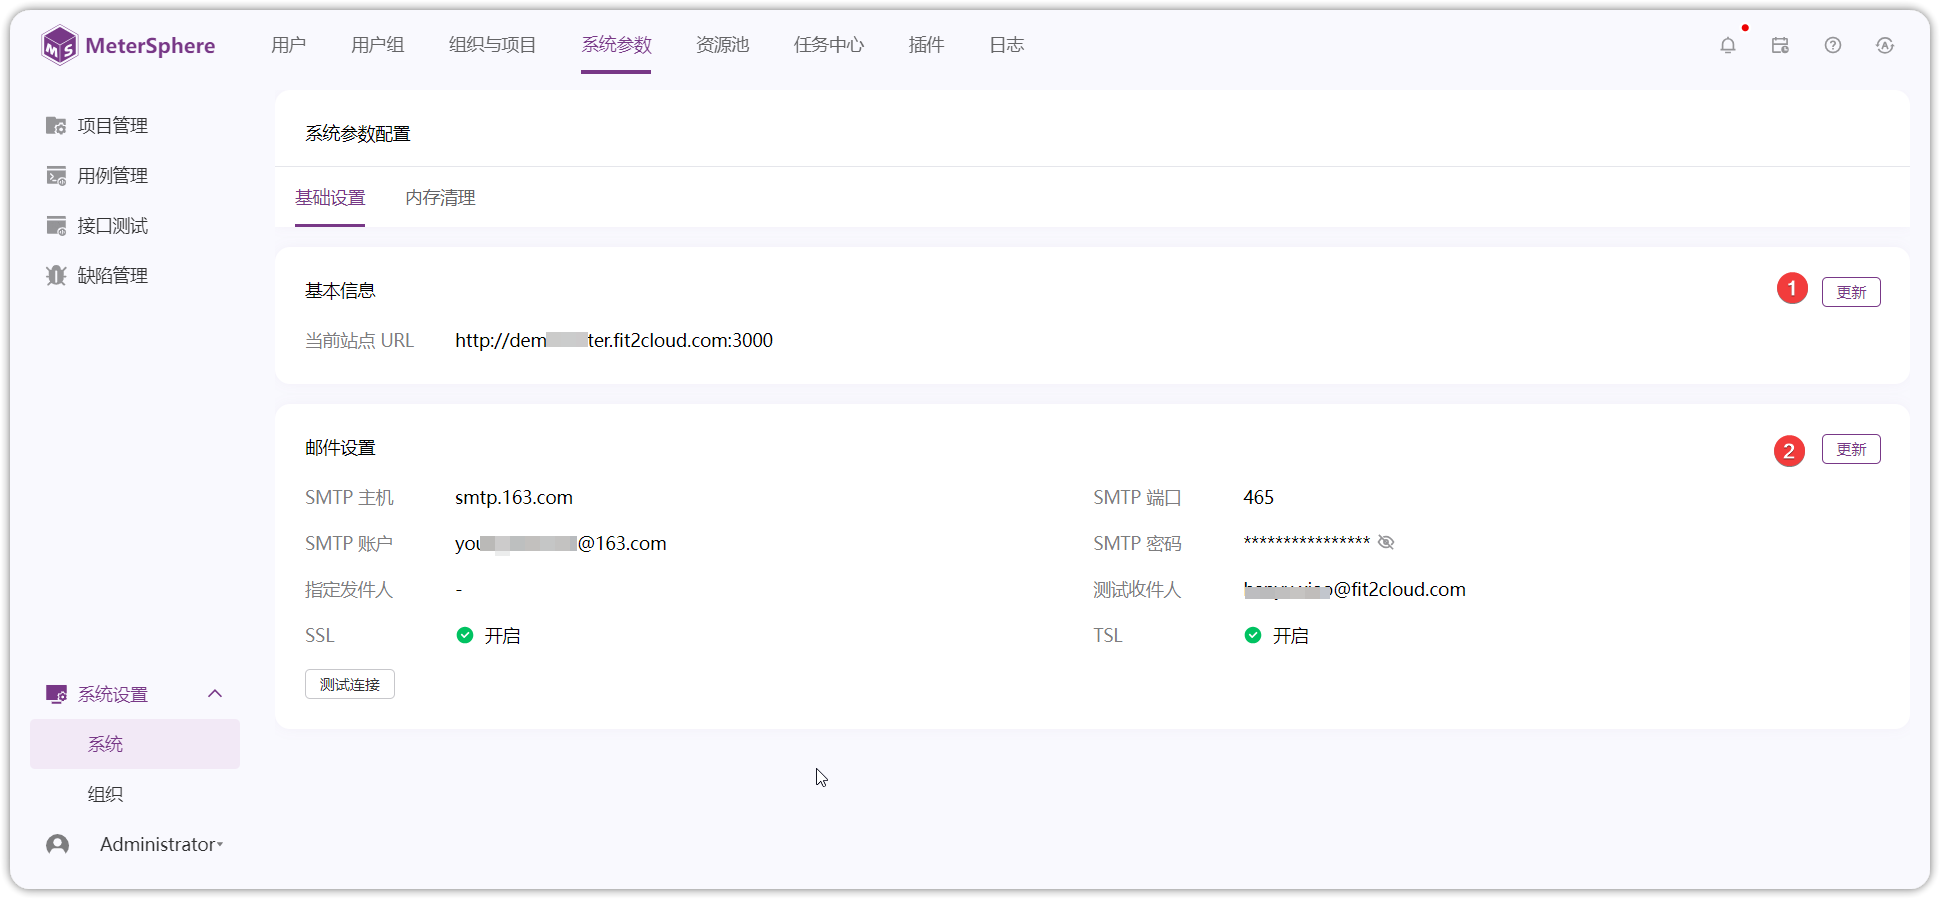 MeterSphere 用户 用户组 组织与项目 系统参数 资源池 任务中心 插件 日志
项目管理
用例管理
接口测试
缺陷管理
系统设置
系统
组织
Administrator
系统参数配置
基础设置 内存清理
基本信息 1 更新
当前站点 URL http://dem ter.fit2cloud.com:3000
邮件设置 2 更新
SMTP 主机 smtp.163.com SMTP 端口 465
SMTP 账户 you @163.com SMTP 密码 ****************
指定发件人 - 测试收件人 @fit2cloud.com
SSL 开启 TSL 开启
测试连接